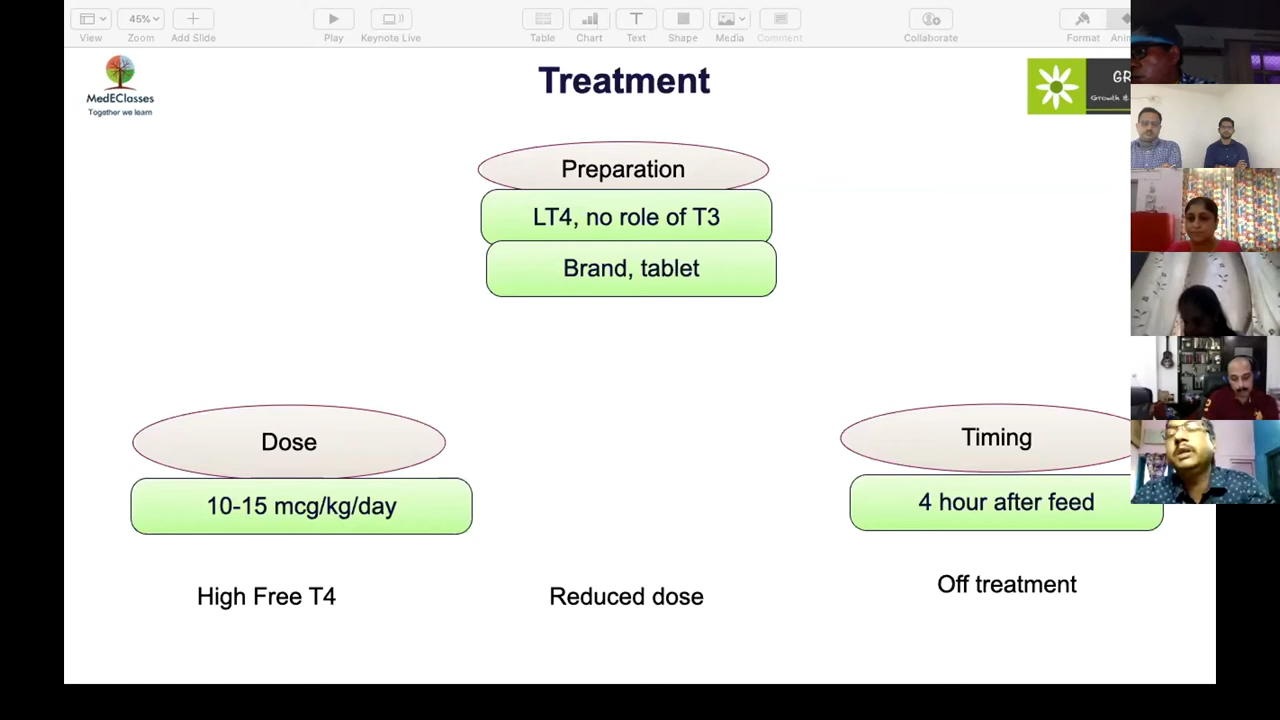 45%
View
Zoom
Add Slide
Play
Keynote Live
Table
Chart
Text
Shape
Media
Comment
Collaborate
Format
MedEClasses
Together we learn
Treatment
Growth &
Preparation
LT4, no role of T3
Brand, tablet
Dose
Timing
10-15 mcg/kg/day
4 hour after feed
High Free T4
Reduced dose
Off treatment